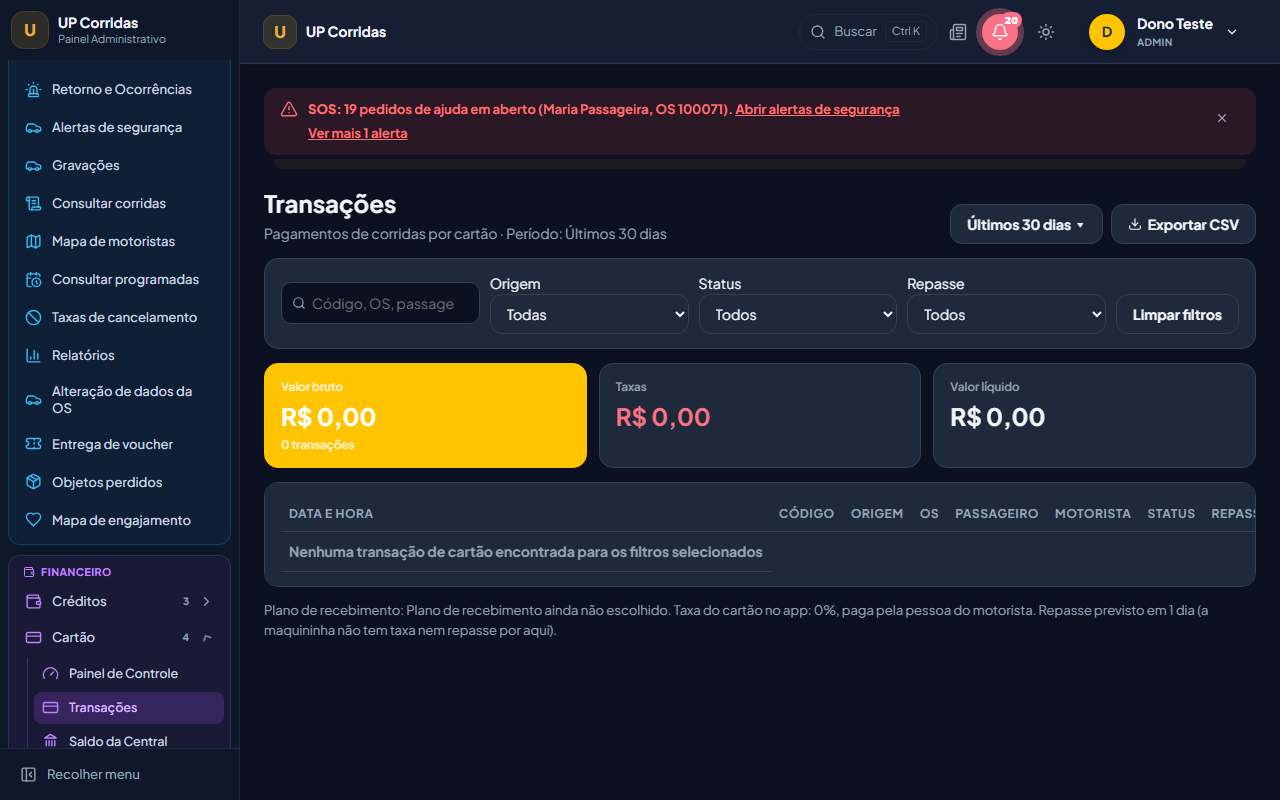 U
UP Corridas
Painel Administrativo
Retorno e Ocorrências
Alertas de segurança
Gravações
Consultar corridas
Mapa de motoristas
Consultar programadas
Taxas de cancelamento
Relatórios
Alteração de dados da
OS
Entrega de voucher
Objetos perdidos
Mapa de engajamento
FINANCEIRO
Créditos 3
Cartão 4
Painel de Controle
Transações
Saldo da Central
Recolher menu
U UP Corridas
Buscar Ctrl K
20
D
Dono Teste
ADMIN
SOS: 19 pedidos de ajuda em aberto (Maria Passageira, OS 100071). Abrir alertas de segurança
Ver mais 1 alerta
Transações
Pagamentos de corridas por cartão · Período: Últimos 30 dias
Últimos 30 dias
Exportar CSV
Código, OS, passage
Origem
Todas
Status
Todos
Repasse
Todos
Limpar filtros
Valor bruto
R$ 0,00
0 transações
Taxas
R$ 0,00
Valor líquido
R$ 0,00
DATA E HORA CÓDIGO ORIGEM OS PASSAGEIRO MOTORISTA STATUS REPAS
Nenhuma transação de cartão encontrada para os filtros selecionados
Plano de recebimento: Plano de recebimento ainda não escolhido. Taxa do cartão no app: 0%, paga pela pessoa do motorista. Repasse previsto em 1 dia (a
maquininha não tem taxa nem repasse por aqui).